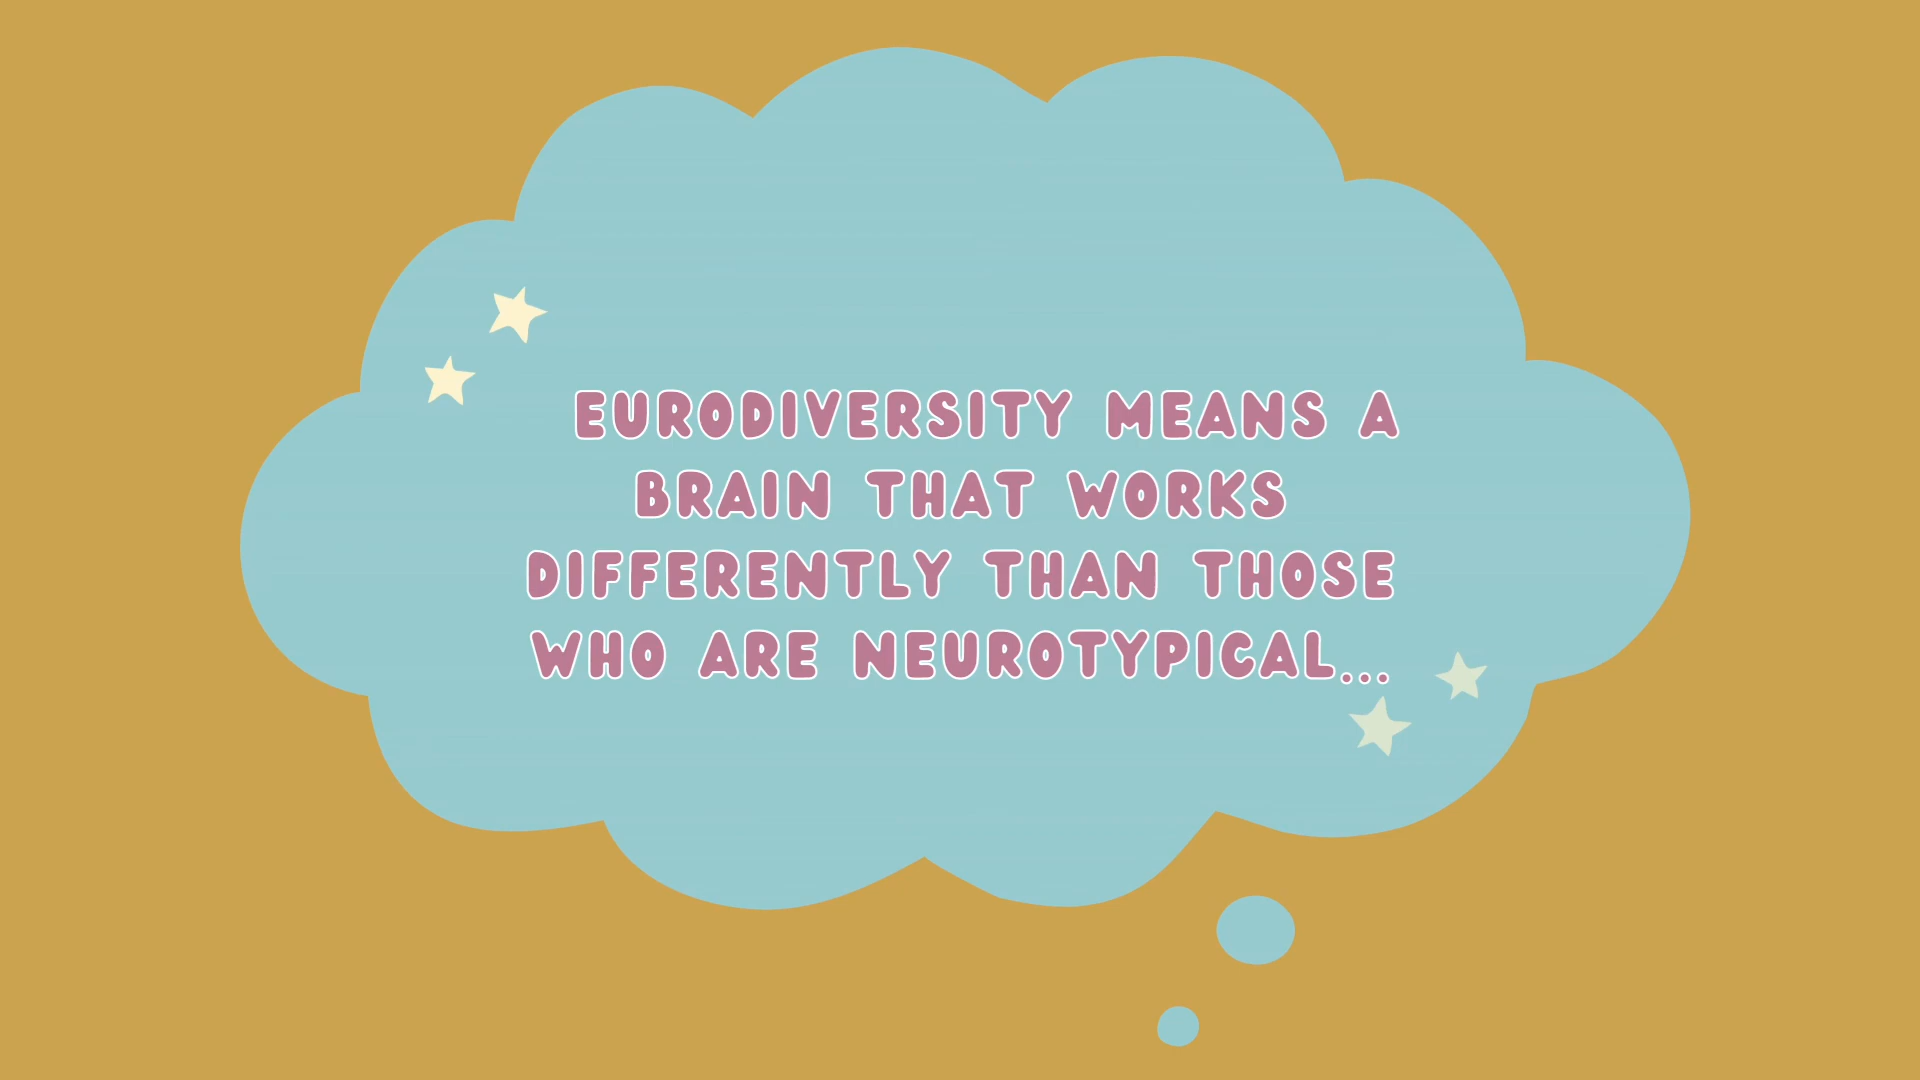 EURODIVERSITY MEANS A
BRAIN THAT WORKS
DIFFERENTLY THAN THOSE
WHO ARE NEUROTYPICAL...